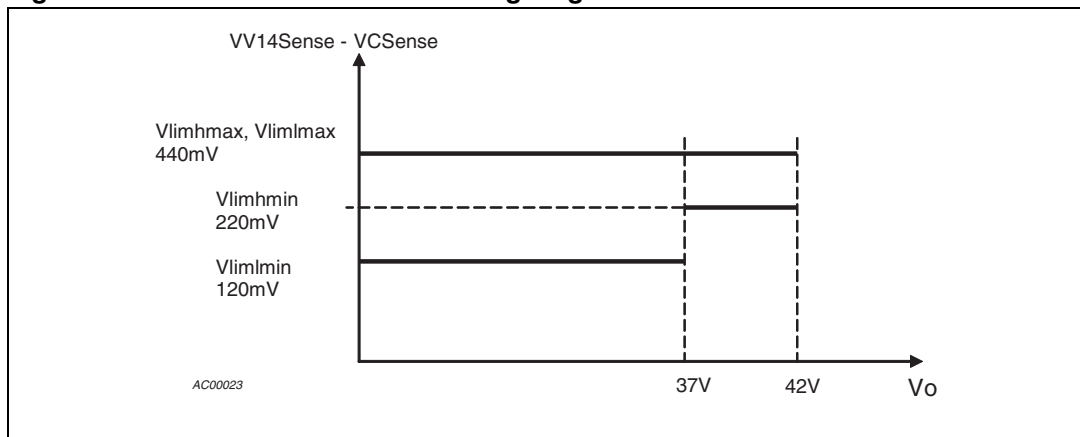 VV14Sense - VCSense
Vlimhmax, Vlimlmax
440mV
Vlimhmin
220mV
Vlimlmin
120mV
37V
42V
Vo
AC00023